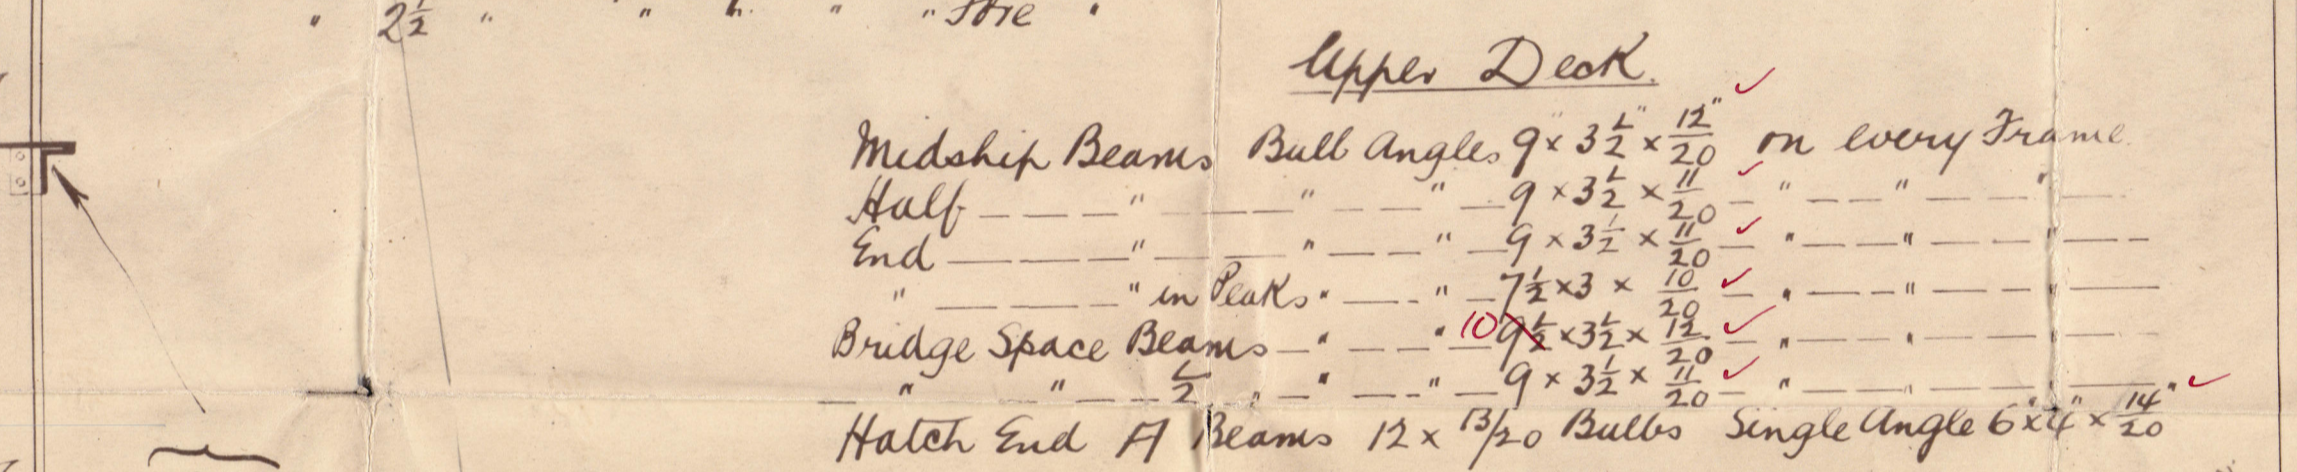 " 2½ " " " " " Fore "
Upper Deck.
Midship Beams Bulb Angles 9" x 3½" x 12/20" on every Frame.
Half — — — " — — — " — — — " — 9 x 3½ x 11/20 — " — — " — — — " — —
End — — — — " — — — " — — — " — 9 x 3½ x 11/20 — " — — " — — — " — —
" — — — — " in Peaks " — — " — 7½ x 3 x 10/20 — " — — " — — — " — —
Bridge Space Beams — " — — " — 10 9½ x 3½ x 12/20 — " — — " — — — " — —
" " ½ " — " — — " — 9 x 3½ x 11/20 — " — — " — — — — — "
Hatch End A Beams 12 x 13/20 Bulbs Single Angle 6" x 4" x 14/20